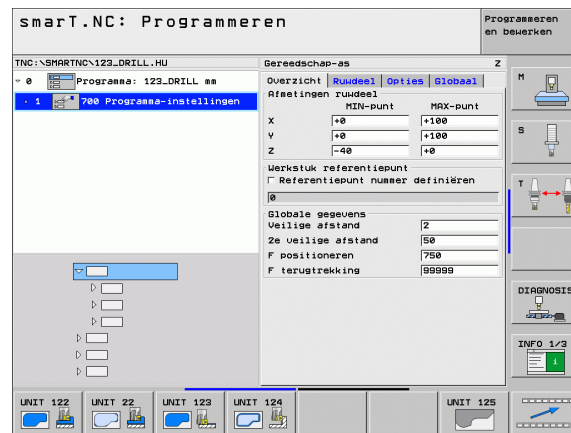 smarT.NC: Programmeren
Programmeren
en bewerken
TNC:\SMARTNC\123_DRILL.HU
Gereedschap-as Z
0 Programma: 123_DRILL mm
1 700 Programma-instellingen
Overzicht Ruwdeel Opties Globaal
Afmetingen ruwdeel
MIN-punt MAX-punt
X +0 +100
Y +0 +100
Z -40 +0
Werkstuk referentiepunt
Referentiepunt nummer definiëren
0
Globale gegevens
Veilige afstand 2
2e veilige afstand 50
F positioneren 750
F terugtrekking 99999
M
S
T
DIAGNOSIS
INFO 1/3
UNIT 122
UNIT 22
UNIT 123
UNIT 124
UNIT 125